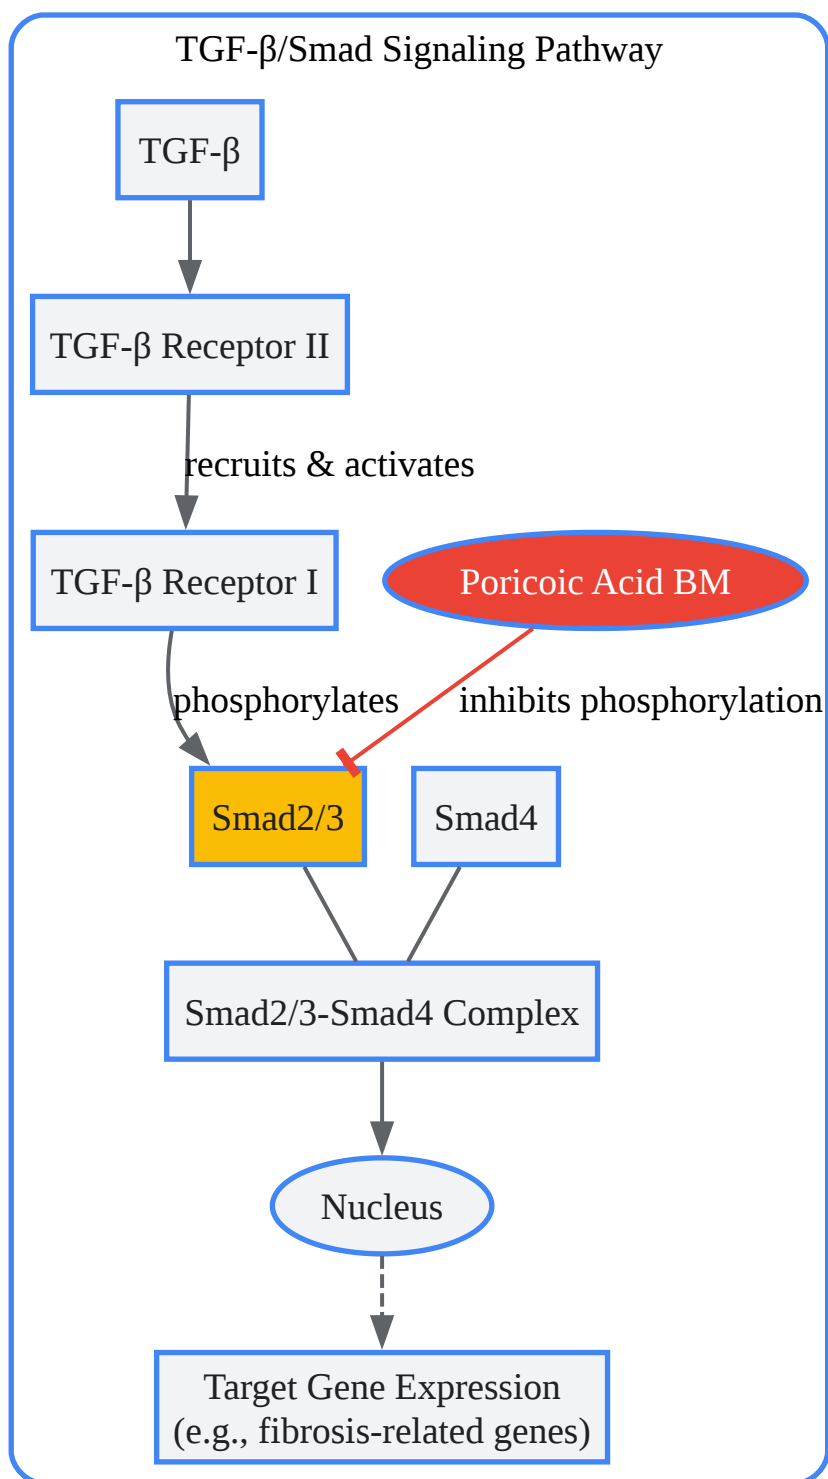 TGF-β/Smad Signaling Pathway
TGF-β
TGF-β Receptor II
recruits & activates
TGF-β Receptor I
Poricoic Acid BM
phosphorylates
inhibits phosphorylation
Smad2/3
Smad4
Smad2/3-Smad4 Complex
Nucleus
Target Gene Expression
(e.g., fibrosis-related genes)